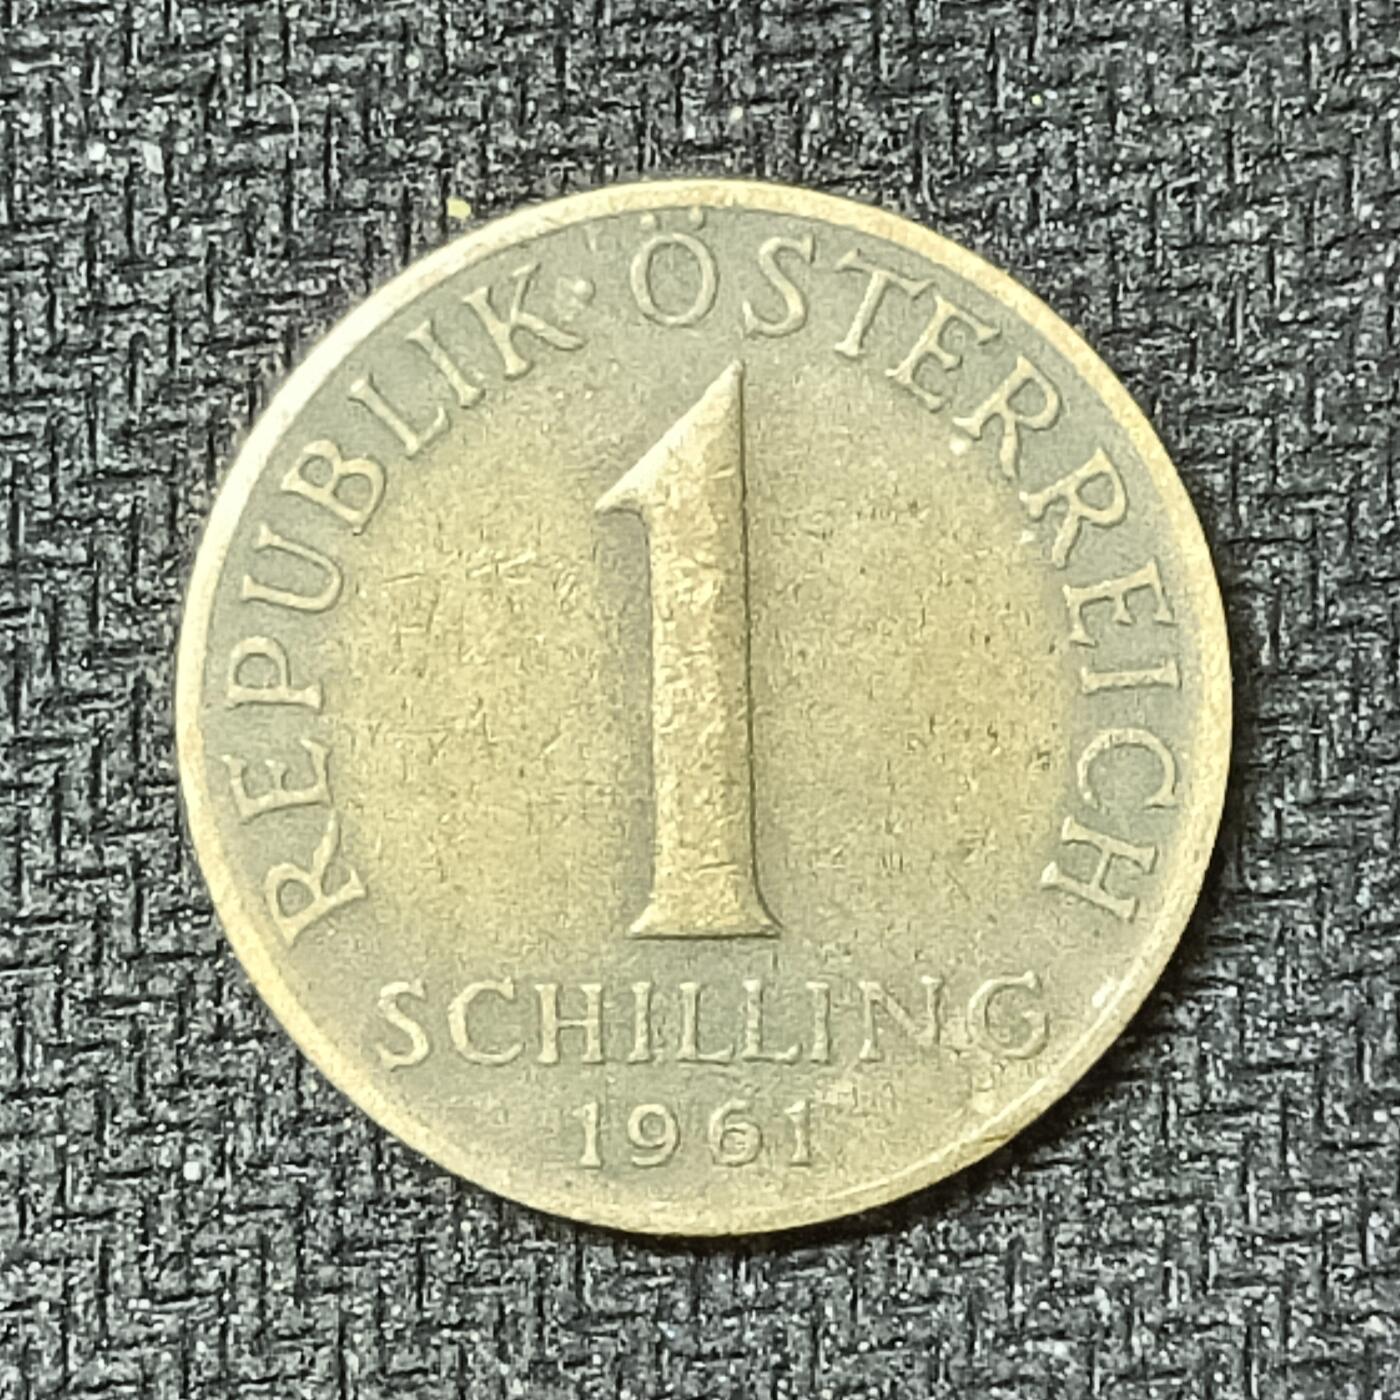 REPUBLIK·ÖSTERREICH
1
SCHILLING
1961